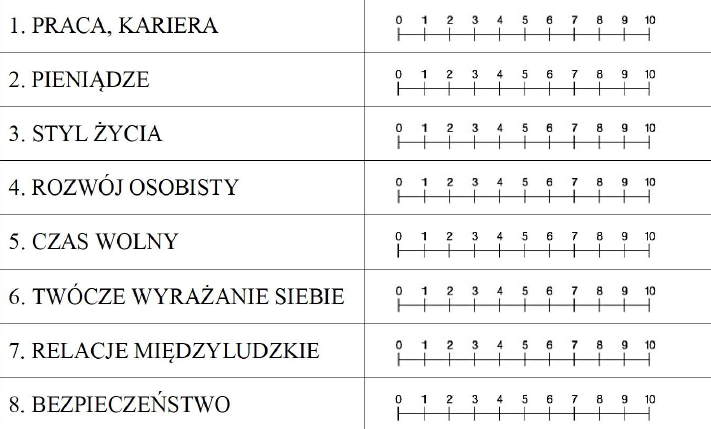 1. PRACA, KARIERA 0 1 2 3 4 5 6 7 8 9 10
2. PIENIĄDZE 0 1 2 3 4 5 6 7 8 9 10
3. STYL ŻYCIA 0 1 2 3 4 5 6 7 8 9 10
4. ROZWÓJ OSOBISTY 0 1 2 3 4 5 6 7 8 9 10
5. CZAS WOLNY 0 1 2 3 4 5 6 7 8 9 10
6. TWÓCZE WYRAŻANIE SIEBIE 0 1 2 3 4 5 6 7 8 9 10
7. RELACJE MIĘDZYLUDZKIE 0 1 2 3 4 5 6 7 8 9 10
8. BEZPIECZEŃSTWO 0 1 2 3 4 5 6 7 8 9 10